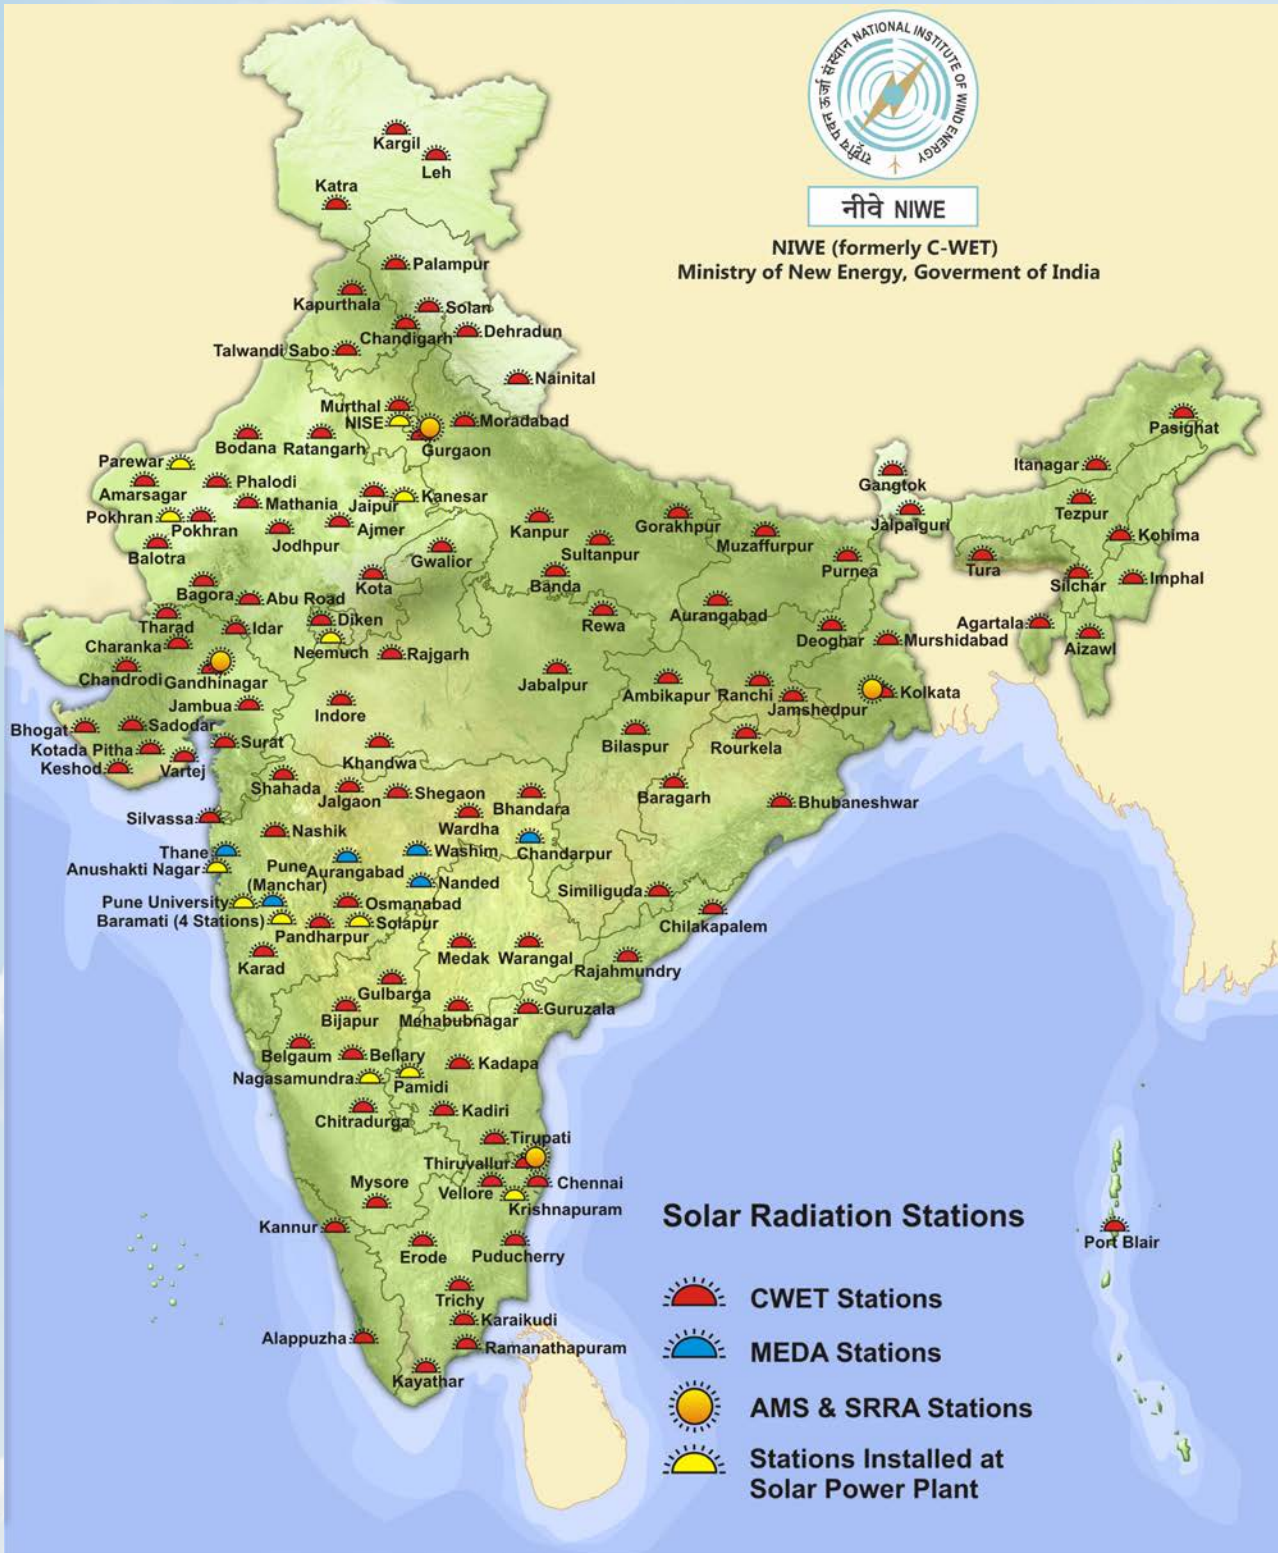 राष्ट्रीय पवन ऊर्जा संस्थान NATIONAL INSTITUTE OF WIND ENERGY
नीवे NIWE
NIWE (formerly C-WET)
Ministry of New Energy, Goverment of India
Kargil
Leh
Katra
Palampur
Kapurthala
Solan
Chandigarh
Dehradun
Talwandi Sabo
Nainital
Murthal
NISE
Moradabad
Bodana
Ratangarh
Gurgaon
Pasighat
Parewar
Itanagar
Amarsagar
Phalodi
Gangtok
Mathania
Jaipur
Kanesar
Tezpur
Pokhran
Pokhran
Ajmer
Jodhpur
Kanpur
Gorakhpur
Jalpaiguri
Kohima
Balotra
Gwalior
Sultanpur
Muzaffurpur
Purnea
Tura
Silchar
Imphal
Bagora
Abu Road
Kota
Banda
Tharad
Idar
Diken
Rewa
Aurangabad
Deoghar
Murshidabad
Agartala
Aizawl
Charanka
Neemuch
Rajgarh
Chandrodi
Gandhinagar
Jabalpur
Ambikapur
Ranchi
Jamshedpur
Kolkata
Jambua
Indore
Bhogat
Sadodar
Kotada Pitha
Surat
Bilaspur
Rourkela
Keshod
Vartej
Khandwa
Shahada
Jalgaon
Shegaon
Bhandara
Baragarh
Bhubaneshwar
Silvassa
Nashik
Wardha
Thane
Washim
Chandarpur
Anushakti Nagar
Pune
(Manchar)
Aurangabad
Nanded
Similiguda
Pune University
Osmanabad
Baramati (4 Stations)
Pandharpur
Solapur
Chilakapalem
Karad
Medak
Warangal
Rajahmundry
Gulbarga
Bijapur
Mehabubnagar
Guruzala
Belgaum
Bellary
Kadapa
Nagasamundra
Pamidi
Chitradurga
Kadiri
Tirupati
Thiruvallur
Mysore
Vellore
Chennai
Krishnapuram
Kannur
Erode
Puducherry
Port Blair
Trichy
Karaikudi
Alappuzha
Ramanathapuram
Kayathar
Solar Radiation Stations
CWET Stations
MEDA Stations
AMS & SRRA Stations
Stations Installed at
Solar Power Plant